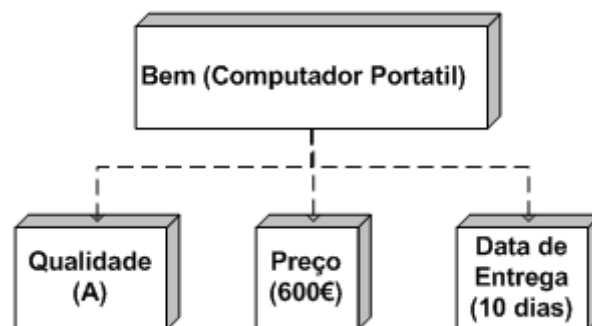 Bem (Computador Portatil)
Qualidade
(A)
Preço
(600€)
Data de
Entrega
(10 dias)